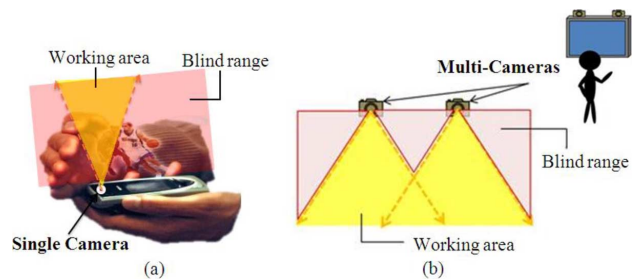 Working area
Blind range
Single Camera
(a)
Multi-Cameras
Blind range
Working area
(b)